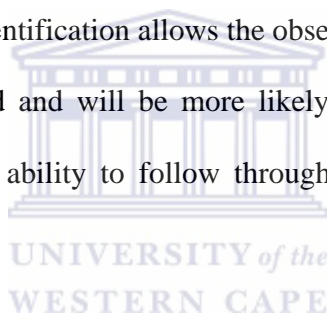 entification allows the obse
d and will be more likely
ability to follow through
UNIVERSITY of the
WESTERN CAPE